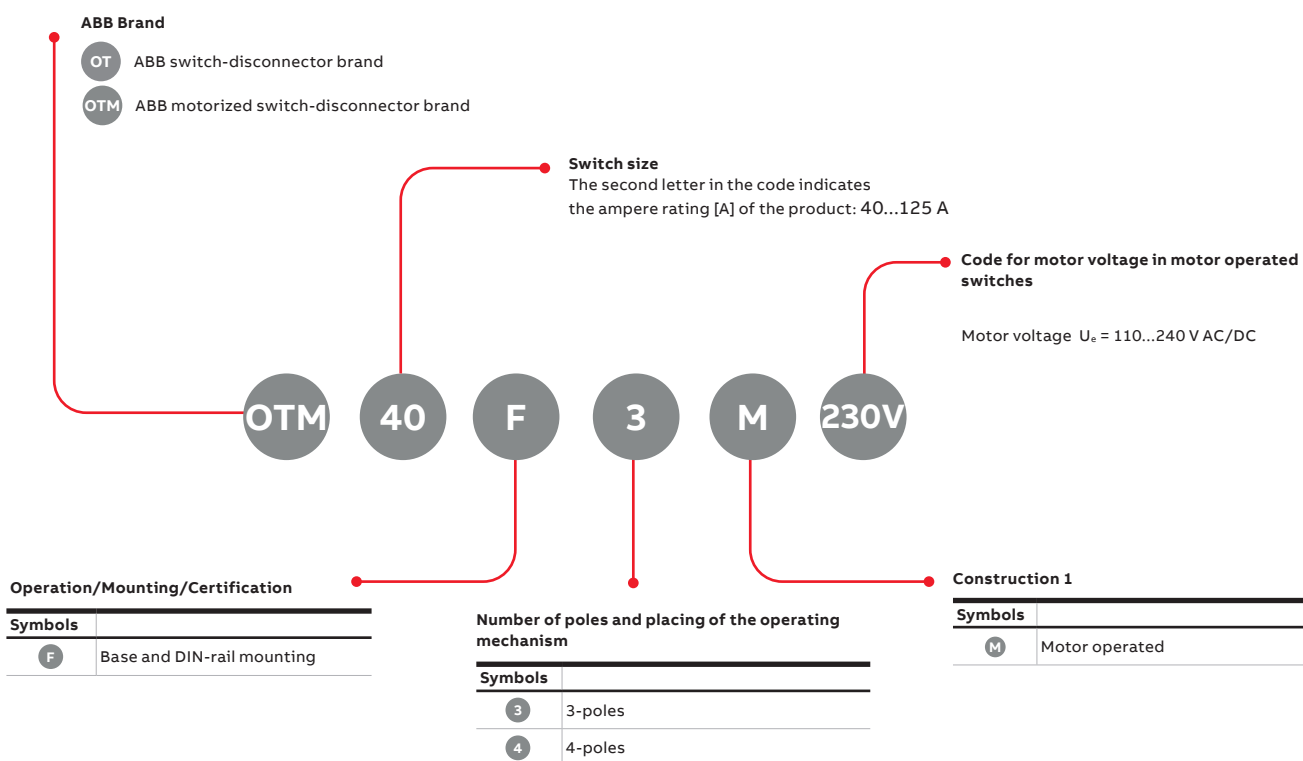 ABB Brand
OT ABB switch-disconnector brand
OTM ABB motorized switch-disconnector brand
Switch size
The second letter in the code indicates
the ampere rating [A] of the product: 40...125 A
Code for motor voltage in motor operated
switches
Motor voltage Uₑ = 110...240 V AC/DC
OTM 40 F 3 M 230V
Operation/Mounting/Certification
Symbols
F Base and DIN-rail mounting
Number of poles and placing of the operating
mechanism
Symbols
3 3-poles
4 4-poles
Construction 1
Symbols
M Motor operated